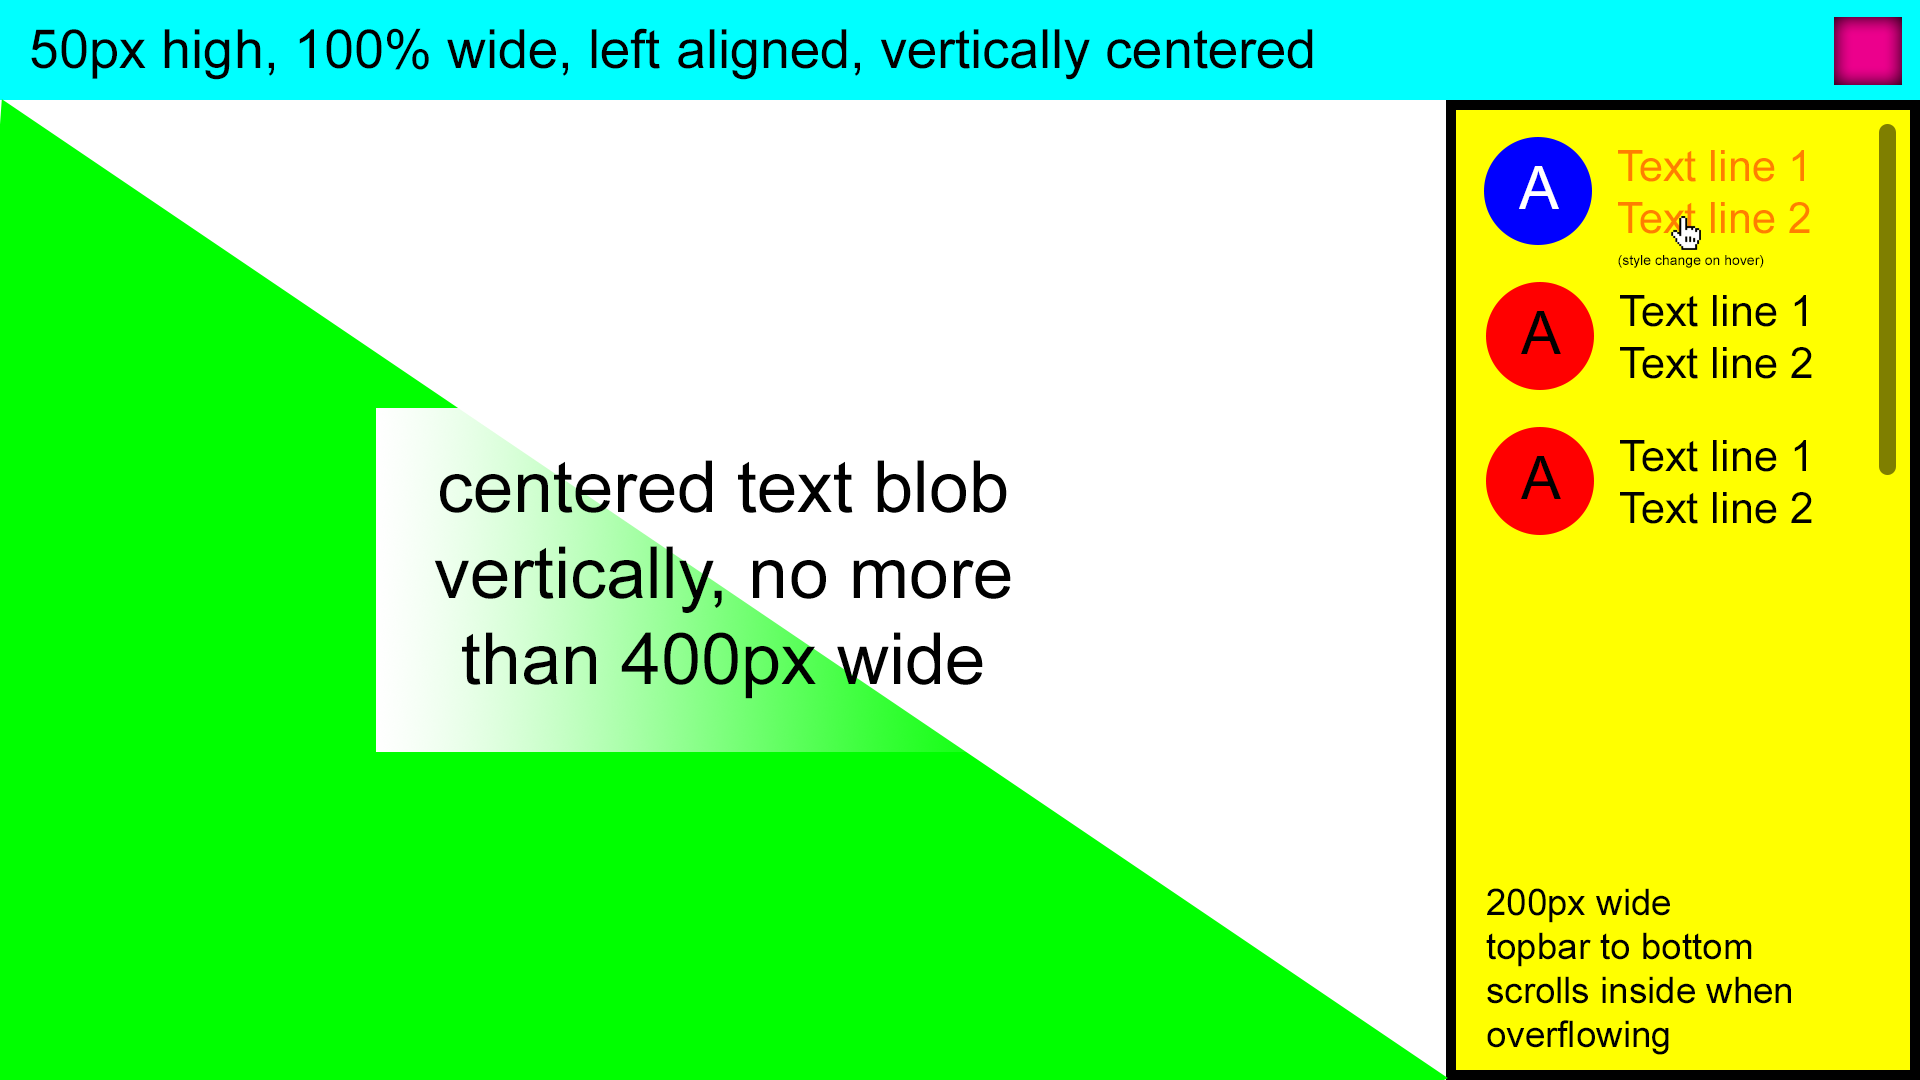 50px high, 100% wide, left aligned, vertically centered
centered text blob
vertically, no more
than 400px wide
A
Text line 1
Text line 2
(style change on hover)
A
Text line 1
Text line 2
A
Text line 1
Text line 2
200px wide
topbar to bottom
scrolls inside when
overflowing